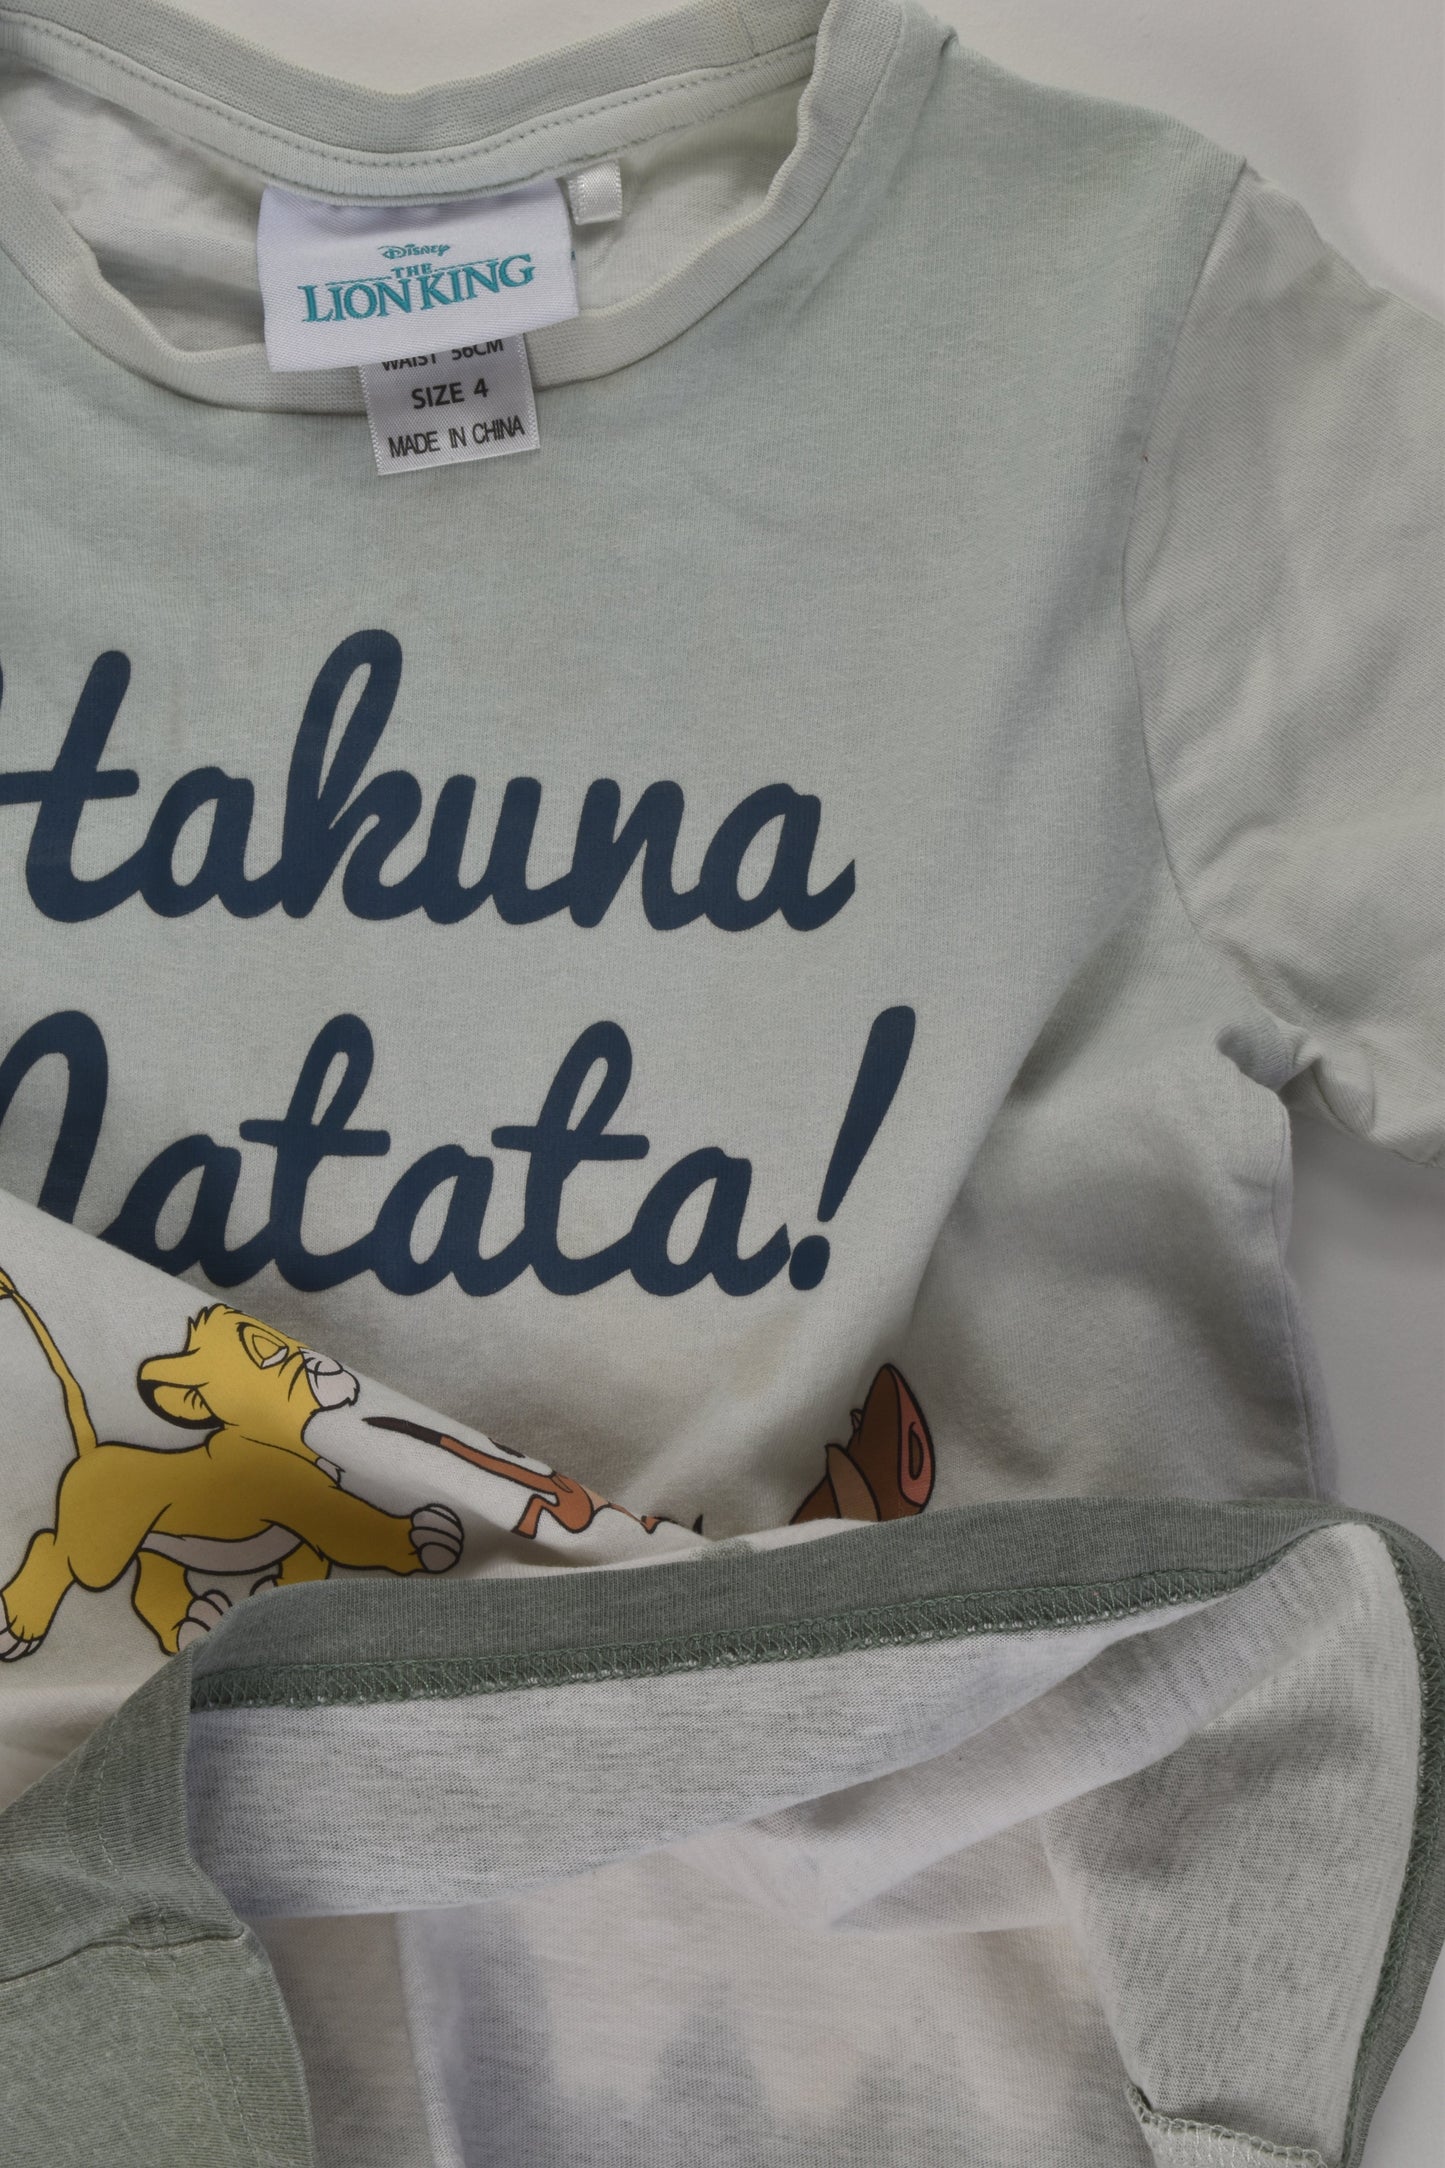 Disney
THE
LION KING
WAIST 56CM
SIZE 4
MADE IN CHINA
Hakuna
Matata!